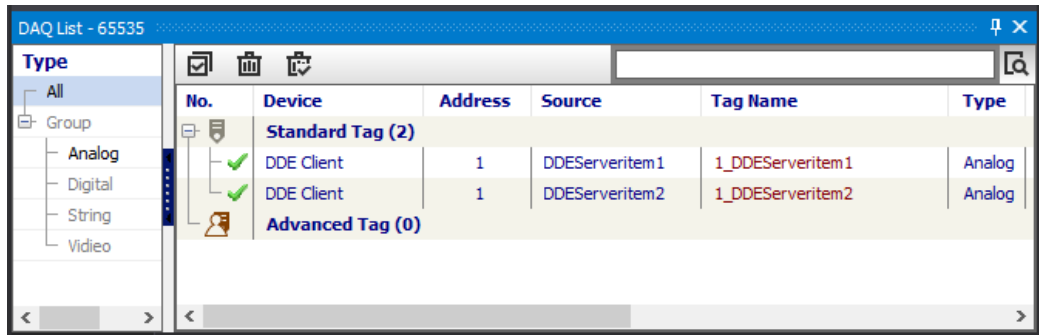 DAQ List - 65535
Type
All
Group
Analog
Digital
String
Vidieo
No. Device Address Source Tag Name Type
Standard Tag (2)
DDE Client 1 DDEServeritem1 1_DDEServeritem1 Analog
DDE Client 1 DDEServeritem2 1_DDEServeritem2 Analog
Advanced Tag (0)